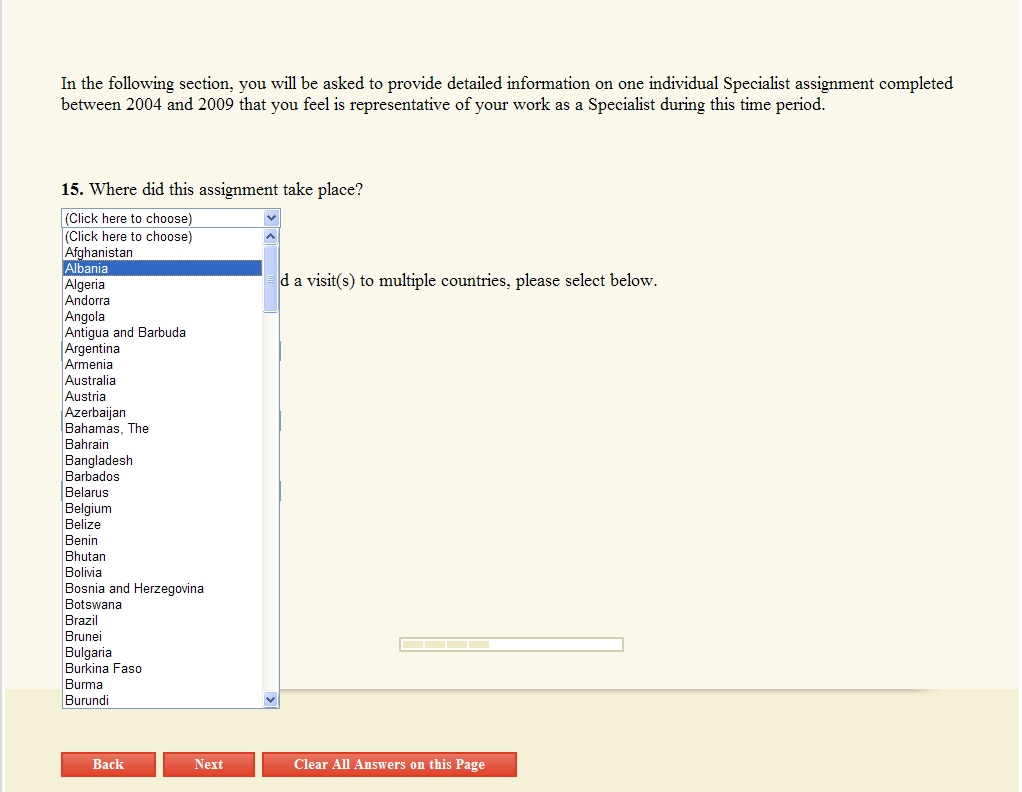 In the following section, you will be asked to provide detailed information on one individual Specialist assignment completed
between 2004 and 2009 that you feel is representative of your work as a Specialist during this time period.
15. Where did this assignment take place?
(Click here to choose)
(Click here to choose)
Afghanistan
Albania
d a visit(s) to multiple countries, please select below.
Algeria
Andorra
Angola
Antigua and Barbuda
Argentina
Armenia
Australia
Austria
Azerbaijan
Bahamas, The
Bahrain
Bangladesh
Barbados
Belarus
Belgium
Belize
Benin
Bhutan
Bolivia
Bosnia and Herzegovina
Botswana
Brazil
Brunei
Bulgaria
Burkina Faso
Burma
Burundi
Back
Next
Clear All Answers on this Page